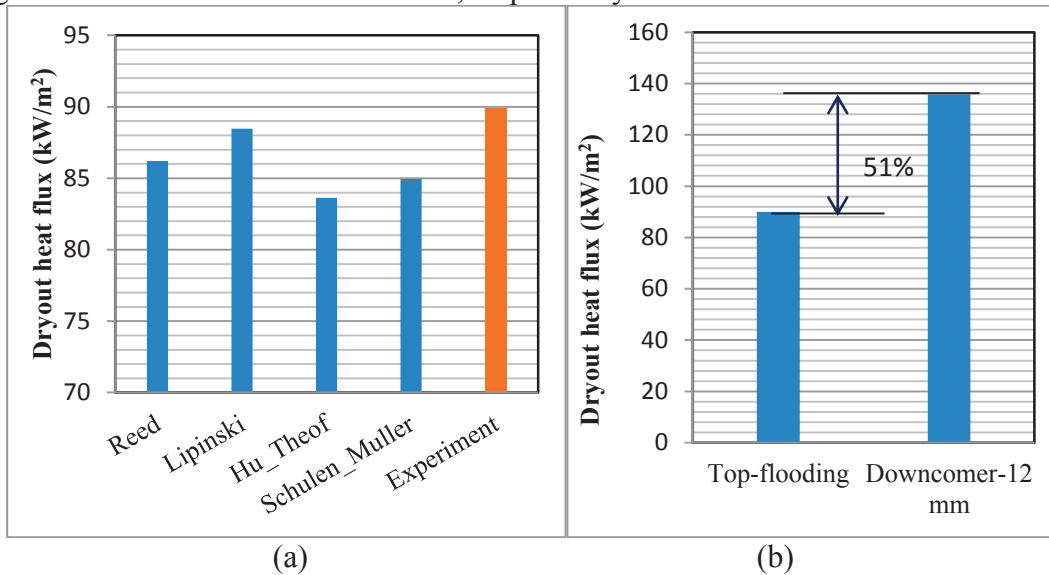 95
90
85
80
75
70
Dryout heat flux (kW/m²)
Reed
Lipinski
Hu_Theof
Schulen_Muller
Experiment
(a)
160
140
120
100
80
60
40
20
0
Dryout heat flux (kW/m²)
51%
Top-flooding
Downcomer-12
mm
(b)